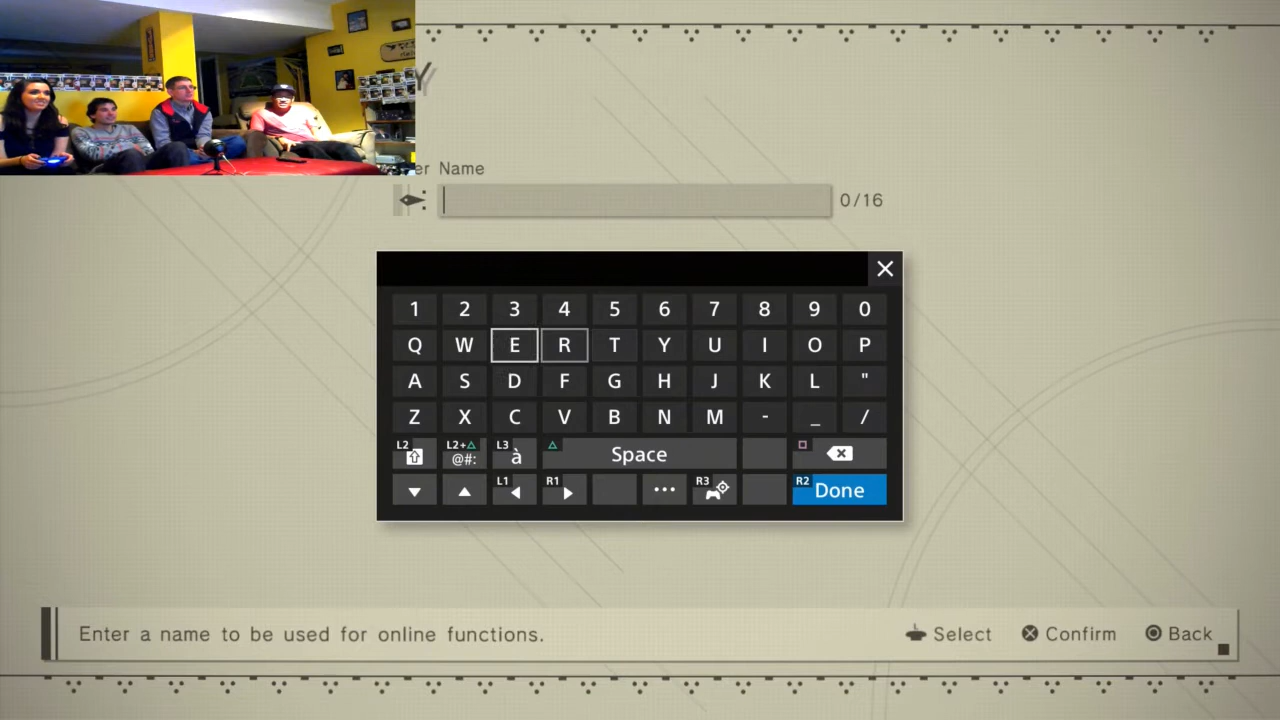 Y
er Name
0/16
1 2 3 4 5 6 7 8 9 0
Q W E R T Y U I O P
A S D F G H J K L "
Z X C V B N M - _ /
L2 L2+△ @#: L3 à △ Space □
L1 R1 ... R3 R2 Done
Enter a name to be used for online functions. Select Confirm Back